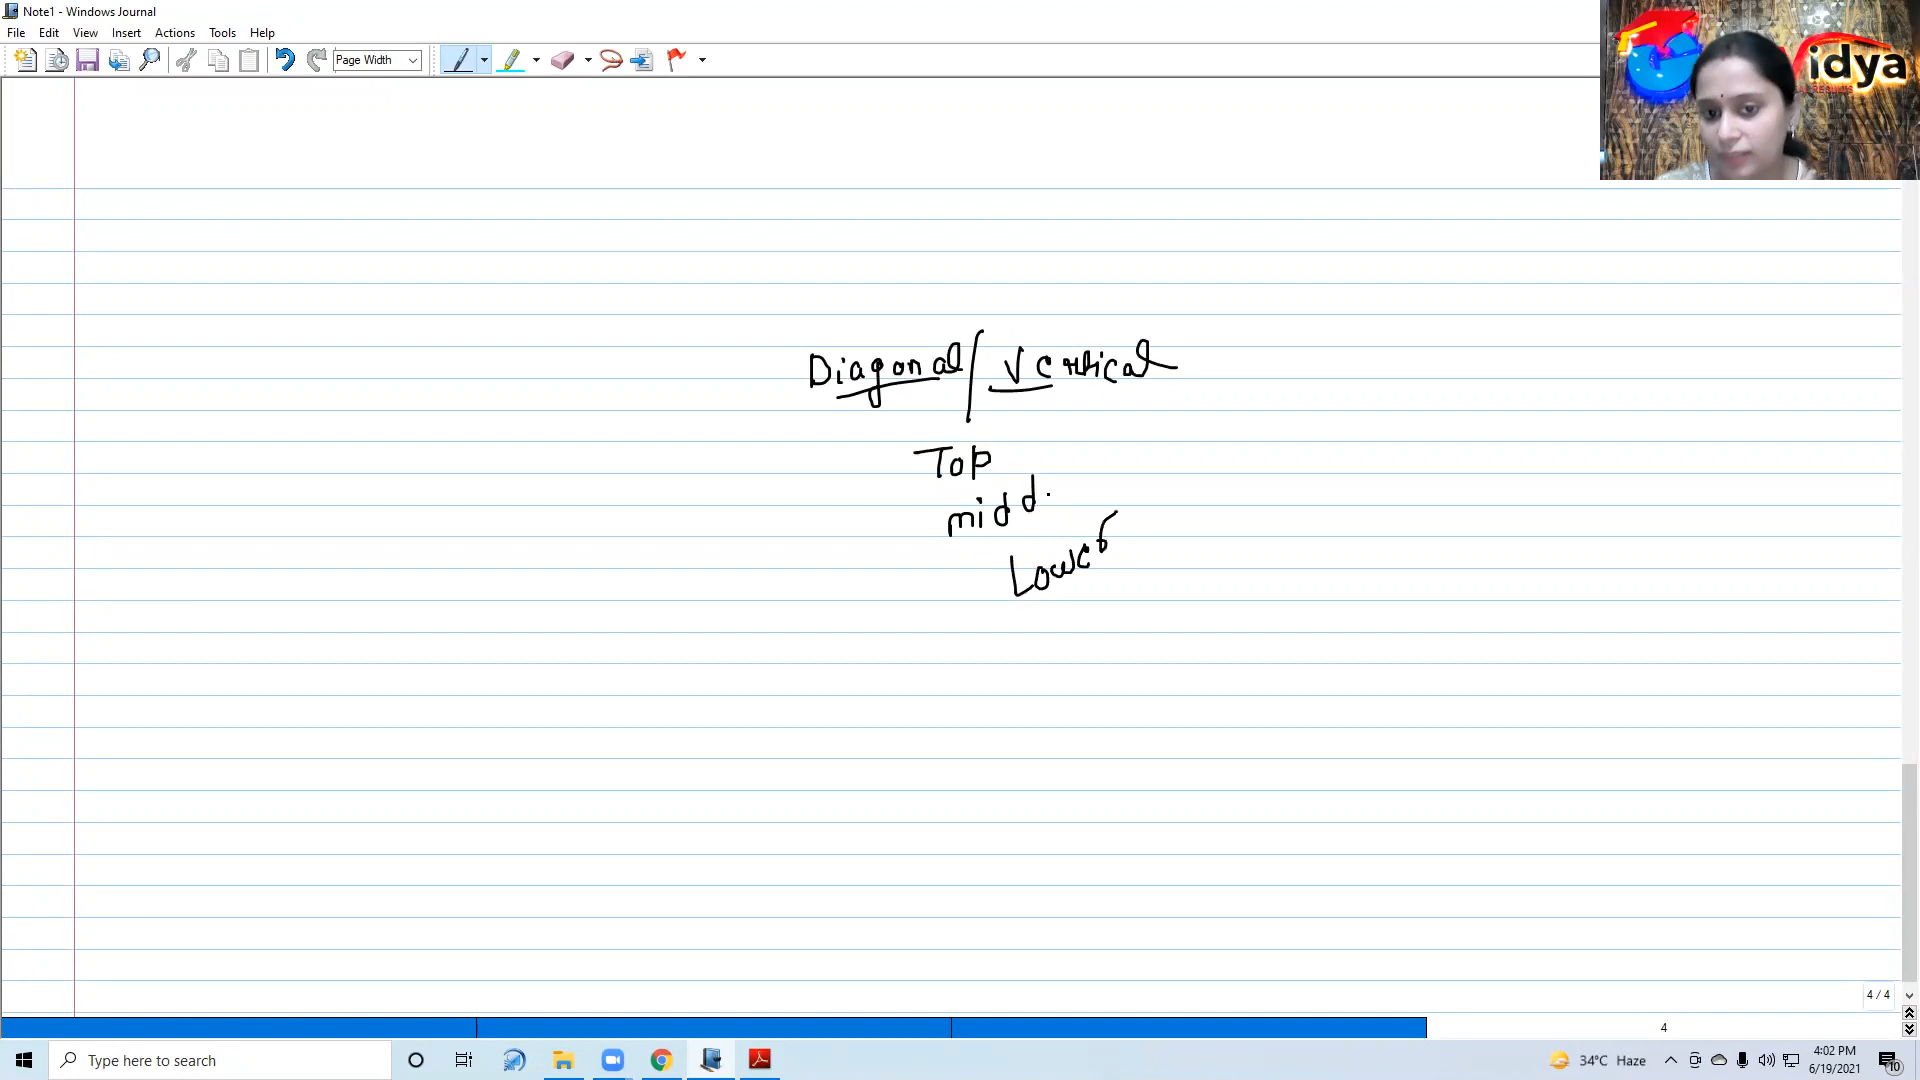 Note1 - Windows Journal
File Edit View Insert Actions Tools Help
Page Width
idya
Diagonal / Vertical
Top
midd.
Lower
4 / 4
4
Type here to search
34°C Haze
4:02 PM
6/19/2021
10